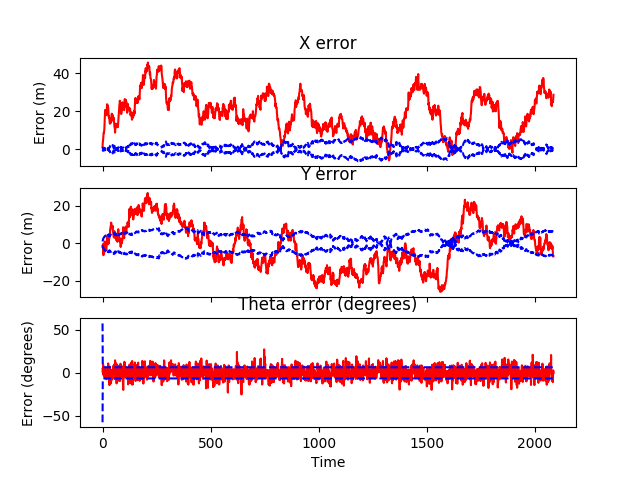 X error
Error (m)
40
20
0
Y error
Error (m)
20
0
−20
Theta error (degrees)
Error (degrees)
50
0
−50
0
500
1000
1500
2000
Time